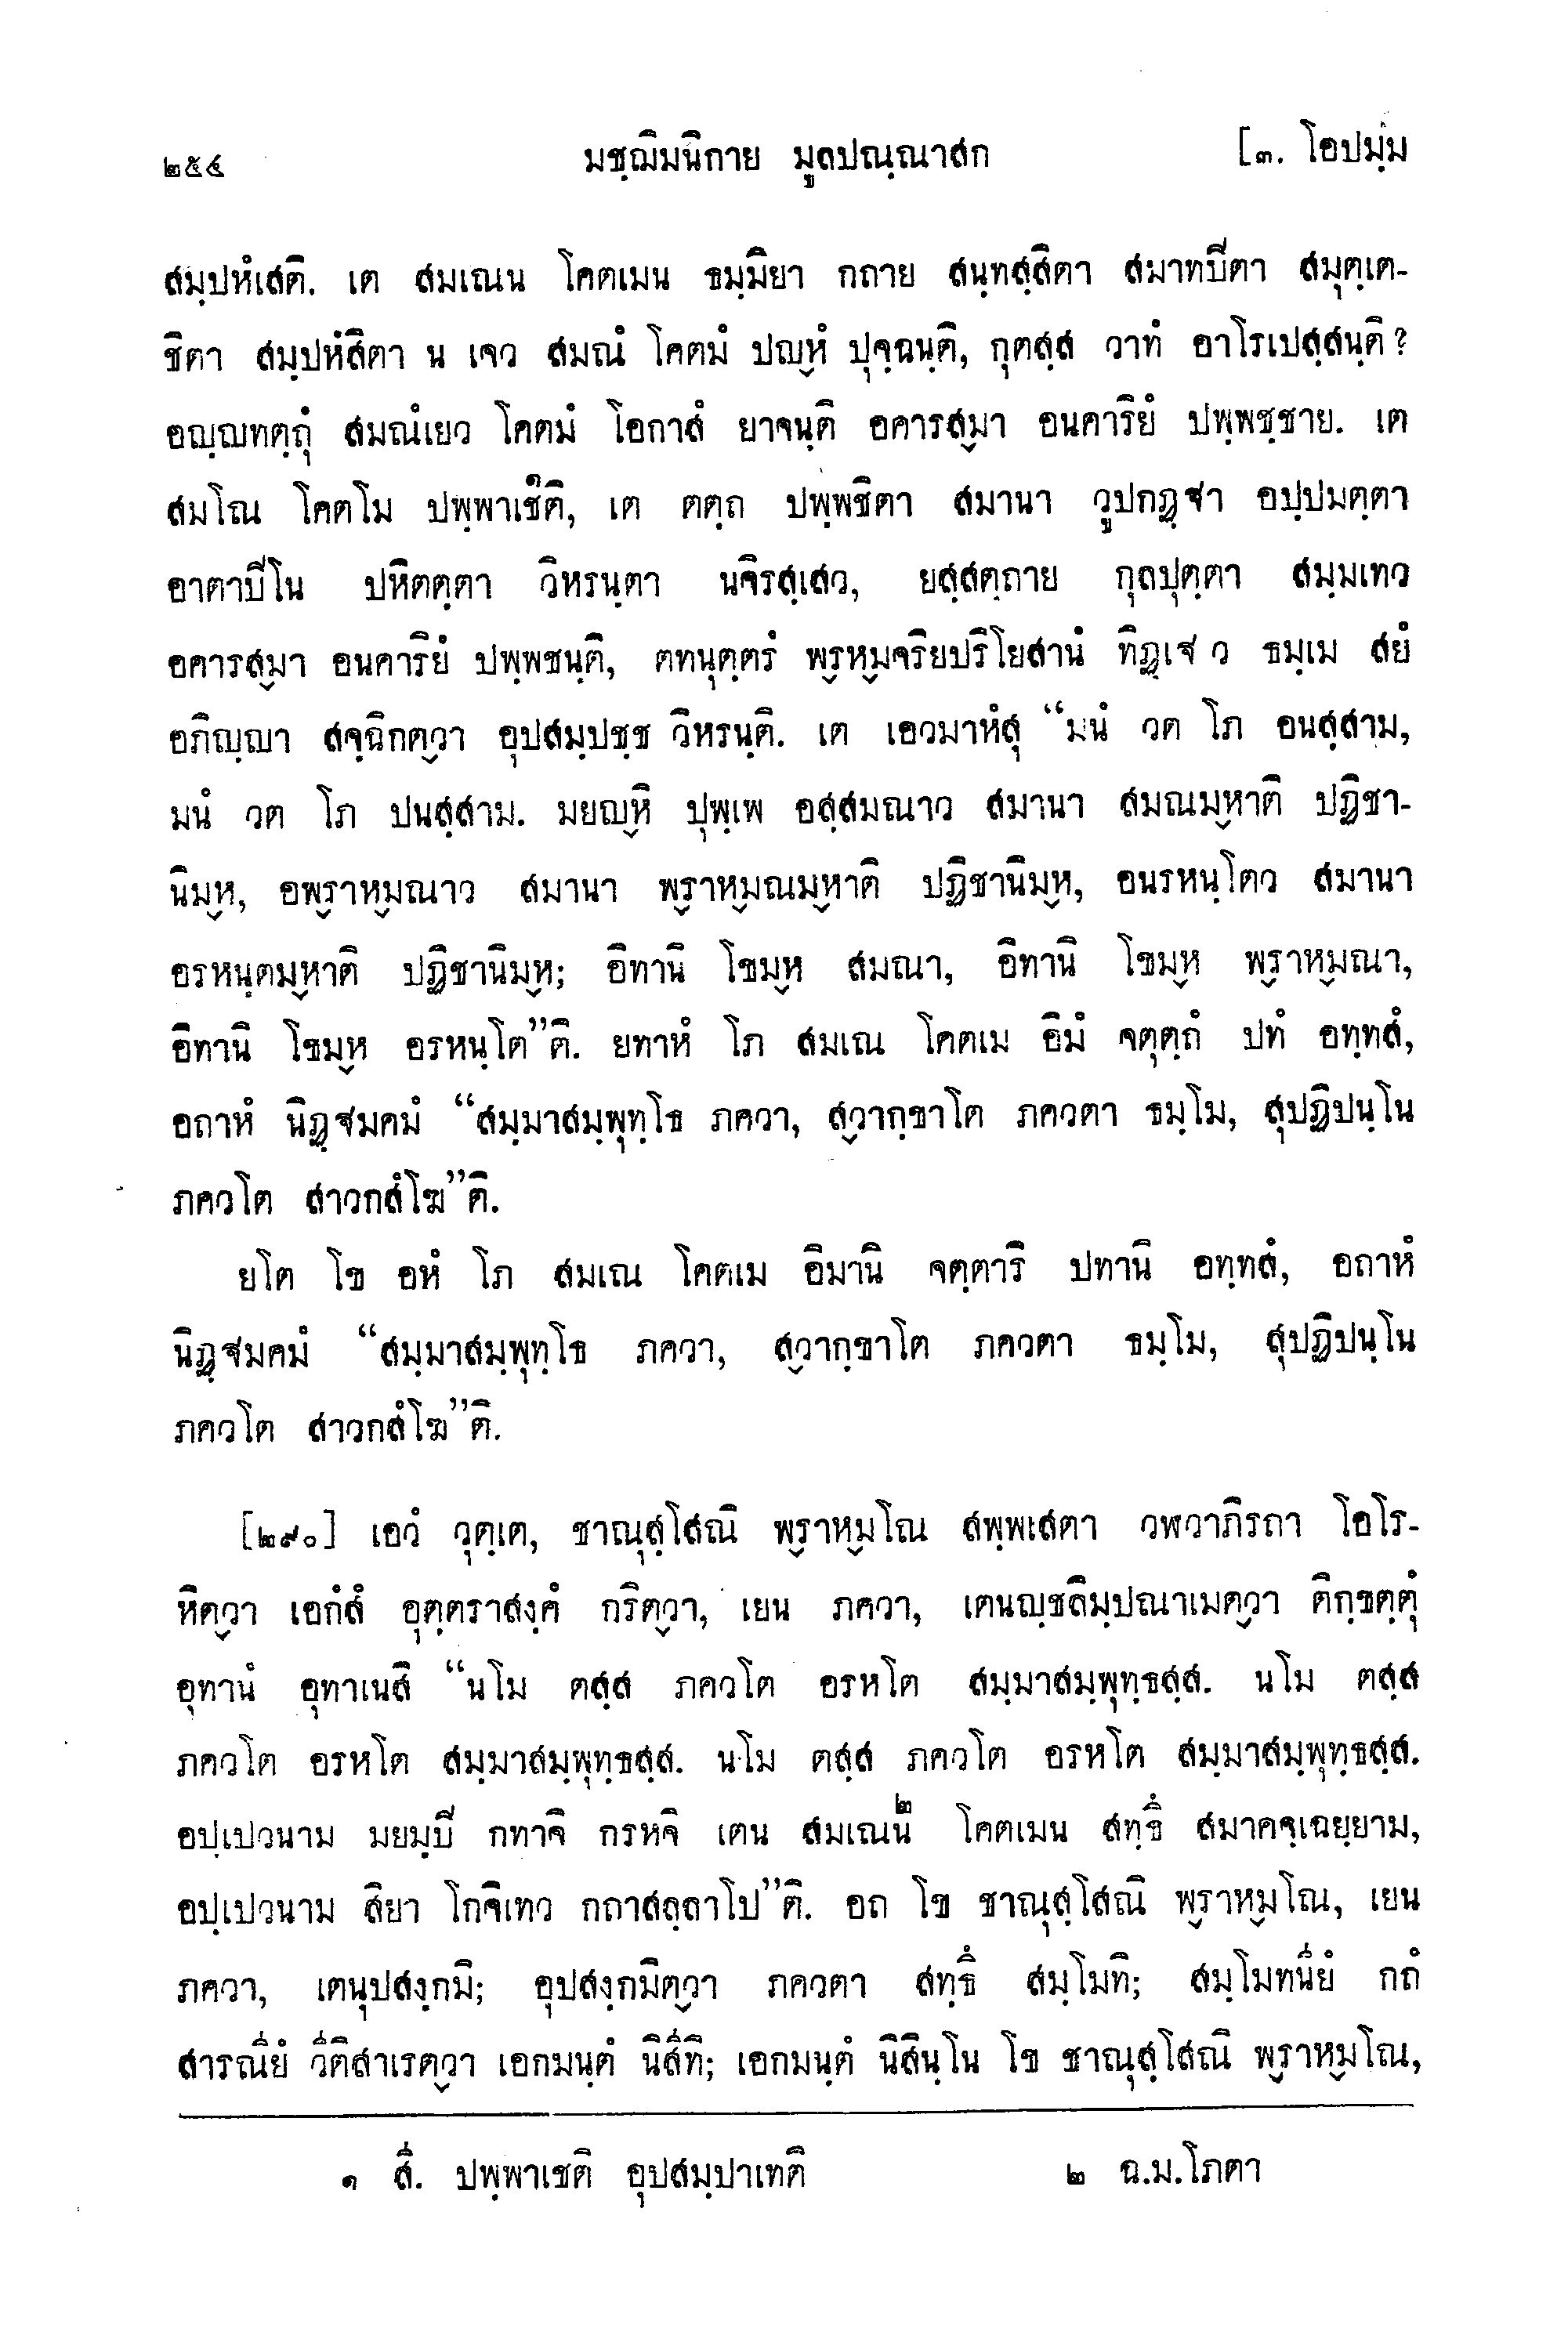 ๒๕๔ มชฺฌิมนิกาย มูลปณฺณาสก [๓. โอปมฺม
สมฺปหํเสติ. เต สมเณน โคตเมน ธมฺมิยา กถาย สนฺทสฺสิตา สมาทปิตา สมุตฺเต-
ชิตา สมฺปหํสิตา น เจว สมณํ โคตมํ ปญฺหํ ปุจฺฉนฺติ, กุตสฺส วาทํ อาโรเปสฺสนฺติ?
อญฺญทตฺถุํ สมณํเยว โคตมํ โอกาสํ ยาจนฺติ อคารสฺมา อนคาริยํ ปพฺพชฺชาย. เต
สมโณ โคตโม ปพฺพาเช๑ติ, เต ตตฺถ ปพฺพชิตา สมานา วูปกฏฺฐา อปฺปมตฺตา
อาตาปิโน ปหิตตฺตา วิหรนฺตา นจิรสฺเสว, ยสฺสตฺถาย กุลปุตฺตา สมฺมเทว
อคารสฺมา อนคาริยํ ปพฺพชนฺติ, ตทนุตฺตรํ พฺรหฺมจริยปริโยสานํ ทิฏฺเฐว ธมฺเม สยํ
อภิญฺญา สจฺฉิกตฺวา อุปสมฺปชฺช วิหรนฺติ. เต เอวมาหํสุ “มนํ วต โภ อนสฺสาม,
มนํ วต โภ ปนสฺสาม. มยญฺหิ ปุพฺเพ อสฺสมณาว สมานา สมณมฺหาติ ปฏิชา-
นิมฺห, อพฺราหฺมณาว สมานา พฺราหฺมณมฺหาติ ปฏิชานิมฺห, อนรหนฺโตว สมานา
อรหนฺตมฺหาติ ปฏิชานิมฺห; อิทานิ โขมฺห สมณา, อิทานิ โขมฺห พฺราหฺมณา,
อิทานิ โขมฺห อรหนฺโต”ติ. ยทาหํ โภ สมเณ โคตเม อิมํ จตุตฺถํ ปทํ อทฺทสํ,
อถาหํ นิฏฺฐมคมํ “สมฺมาสมฺพุทฺโธ ภควา, สฺวากฺขาโต ภควตา ธมฺโม, สุปฏิปนฺโน
ภควโต สาวกสํโฆ”ติ.
ยโต โข อหํ โภ สมเณ โคตเม อิมานิ จตฺตาริ ปทานิ อทฺทสํ, อถาหํ
นิฏฺฐมคมํ “สมฺมาสมฺพุทฺโธ ภควา, สฺวากฺขาโต ภควตา ธมฺโม, สุปฏิปนฺโน
ภควโต สาวกสํโฆ”ติ.
[๒๙๐] เอวํ วุตฺเต, ชาณุสฺโสณิ พฺราหฺมโณ สพฺพเสตา วฬวาภิรถา โอโร-
หิตฺวา เอกํสํ อุตฺตราสงฺคํ กริตฺวา, เยน ภควา, เตนญฺชลิมฺปณาเมตฺวา ติกฺขตฺตุํ
อุทานํ อุทาเนสิ “นโม ตสฺส ภควโต อรหโต สมฺมาสมฺพุทฺธสฺส. นโม ตสฺส
ภควโต อรหโต สมฺมาสมฺพุทฺธสฺส. นโม ตสฺส ภควโต อรหโต สมฺมาสมฺพุทฺธสฺส.
อปฺเปวนาม มยมฺปิ กทาจิ กรหจิ เตน สมเณน๒ โคตเมน สทฺธึ สมาคจฺเฉยฺยาม,
อปฺเปวนาม สิยา โกจิเทว กถาสลฺลาโป”ติ. อถ โข ชาณุสฺโสณิ พฺราหฺมโณ, เยน
ภควา, เตนุปสงฺกมิ; อุปสงฺกมิตฺวา ภควตา สทฺธึ สมฺโมทิ; สมฺโมทนียํ กถํ
สารณียํ วีติสาเรตฺวา เอกมนฺตํ นิสีทิ; เอกมนฺตํ นิสินฺโน โข ชาณุสฺโสณิ พฺราหฺมโณ,
๑ สี. ปพฺพาเชติ อุปสมฺปาเทติ ๒ ฉ.ม.โภตา